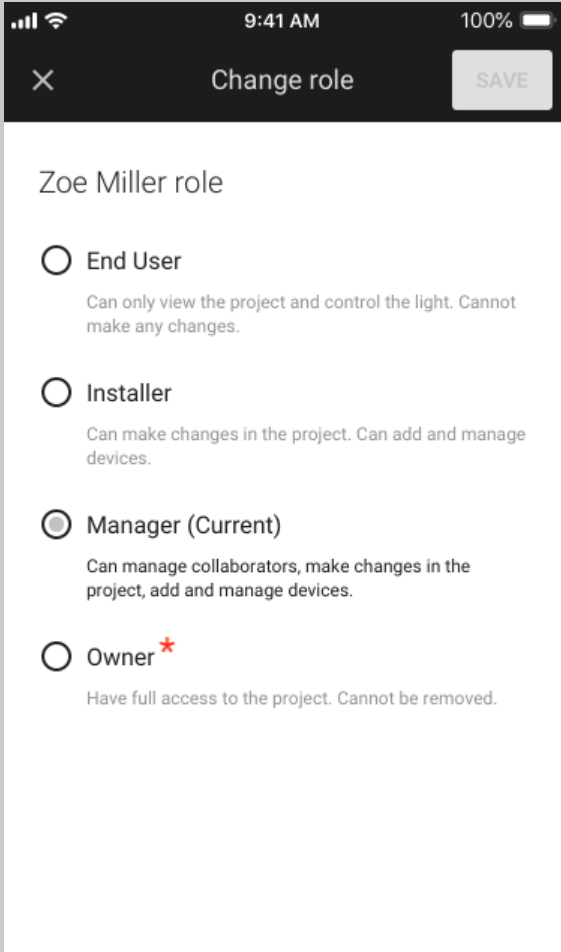 9:41 AM 100%
Change role SAVE
Zoe Miller role
End User
Can only view the project and control the light. Cannot
make any changes.
Installer
Can make changes in the project. Can add and manage
devices.
Manager (Current)
Can manage collaborators, make changes in the
project, add and manage devices.
Owner *
Have full access to the project. Cannot be removed.